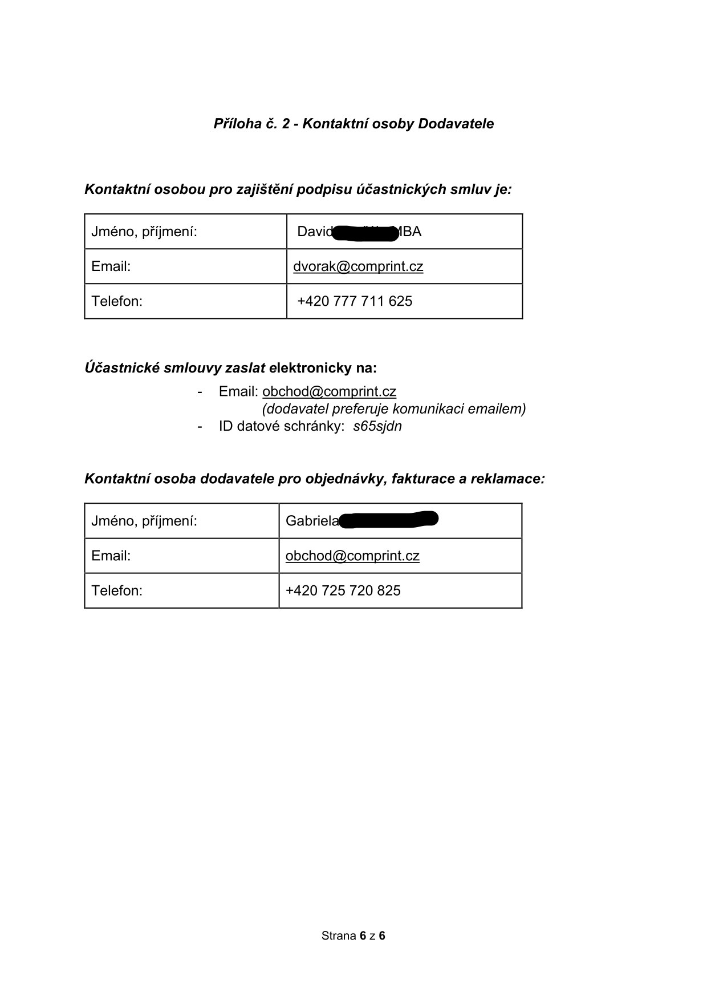 Příloha č. 2 - Kontaktní osoby Dodavatele
Kontaktní osobou pro zajištění podpisu účastnických smluv je:
Jméno, příjmení: David MBA
Email: dvorak@comprint.cz
Telefon: +420 777 711 625
Účastnické smlouvy zaslat elektronicky na:
- Email: obchod@comprint.cz
(dodavatel preferuje komunikaci emailem)
- ID datové schránky: s65sjdn
Kontaktní osoba dodavatele pro objednávky, fakturace a reklamace:
Jméno, příjmení: Gabriela
Email: obchod@comprint.cz
Telefon: +420 725 720 825
Strana 6 z 6